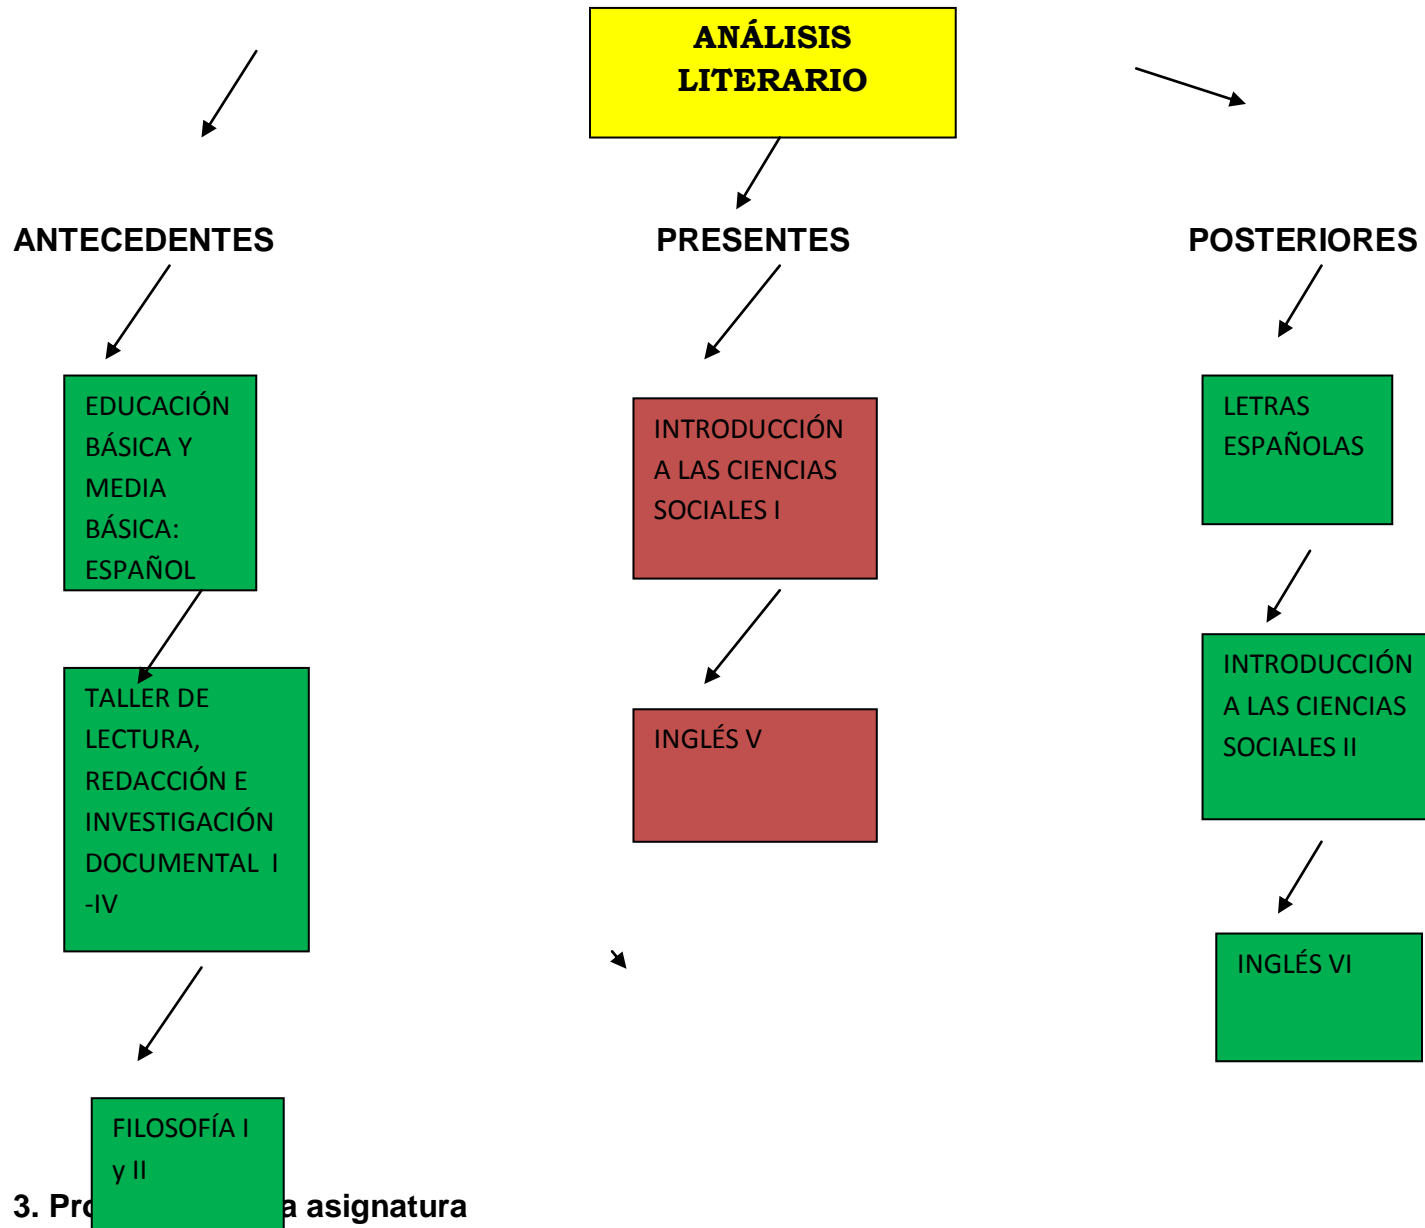 ANÁLISIS
LITERARIO
ANTECEDENTES
PRESENTES
POSTERIORES
EDUCACIÓN
BÁSICA Y
MEDIA
BÁSICA:
ESPAÑOL
TALLER DE
LECTURA,
REDACCIÓN E
INVESTIGACIÓN
DOCUMENTAL I
-IV
FILOSOFÍA I
y II
INTRODUCCIÓN
A LAS CIENCIAS
SOCIALES I
INGLÉS V
LETRAS
ESPAÑOLAS
INTRODUCCIÓN
A LAS CIENCIAS
SOCIALES II
INGLÉS VI
3. asignatura